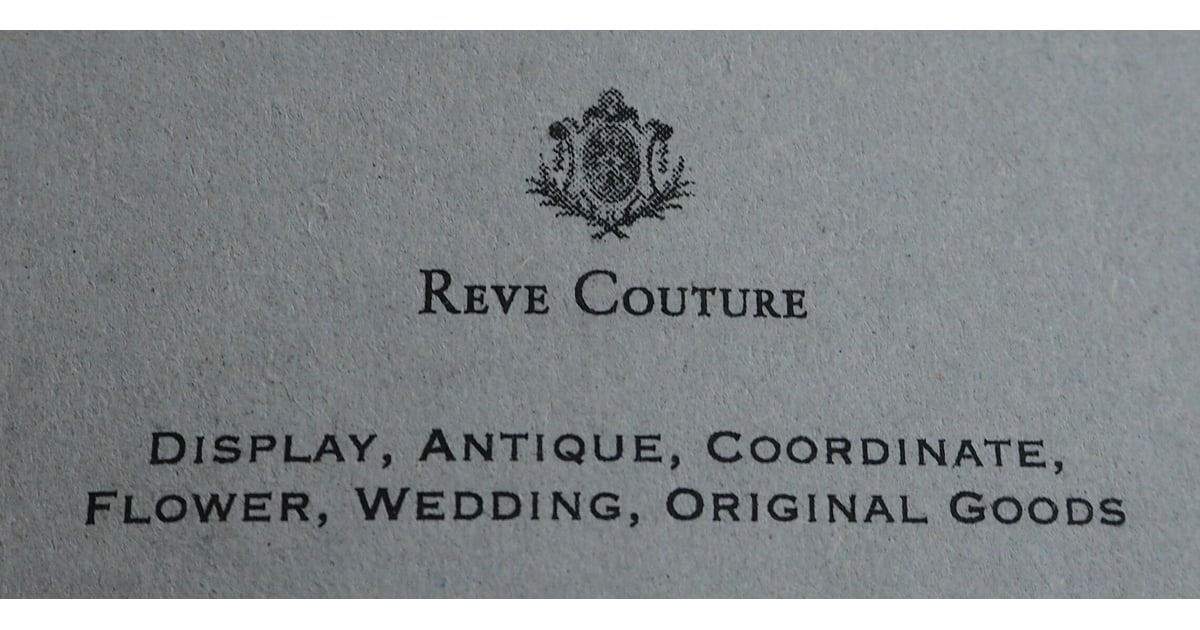 Reve Couture
Display, Antique, Coordinate,
Flower, Wedding, Original Goods